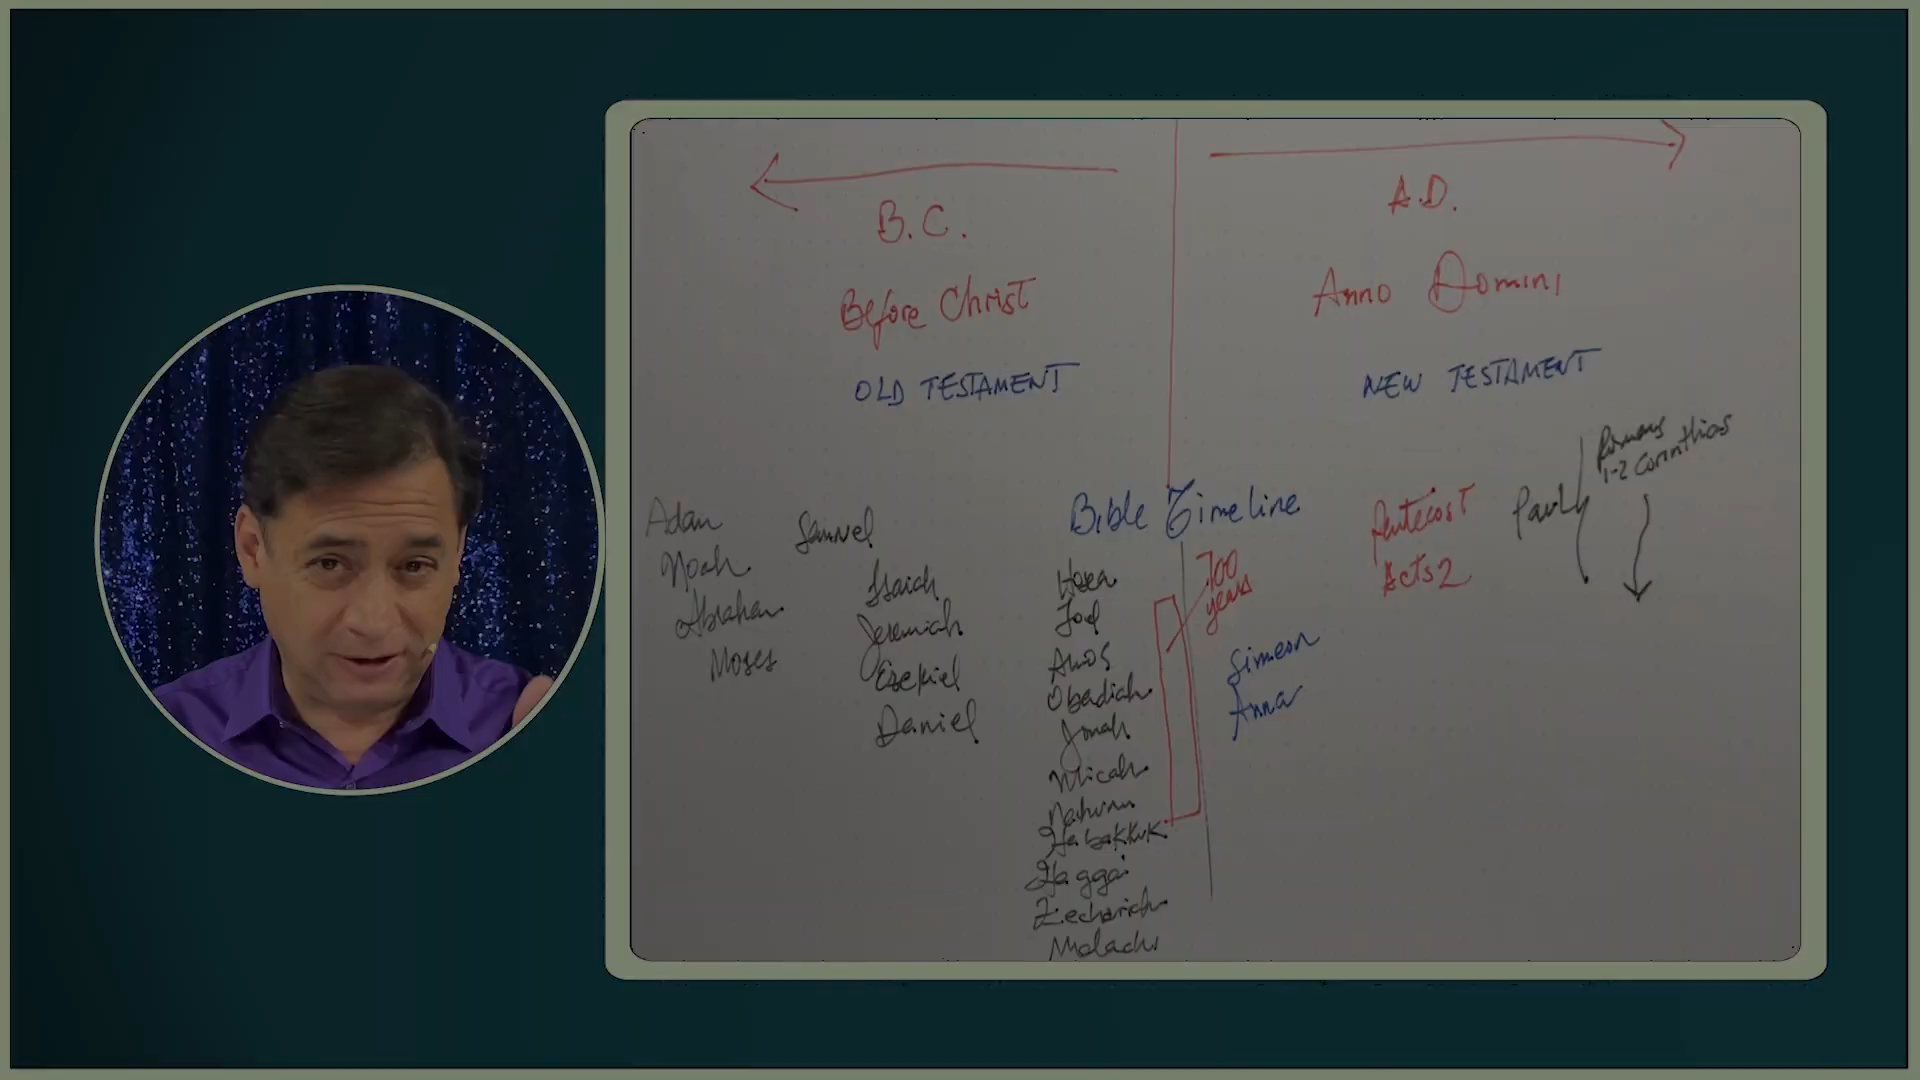 B.C.
Before Christ
OLD TESTAMENT
A.D.
Anno Domini
NEW TESTAMENT
Bible Timeline
Adam
Noah
Abraham
Moses
Samuel
Isaiah
Jeremiah
Ezekiel
Daniel
Hosea
Joel
Amos
Obadiah
Jonah
Micah
Nahum
Habakkuk
Haggai
Zechariah
Malachi
700
years
Simeon
Anna
Pentecost
Acts 2
Paul
Romans
1-2 Corinthians